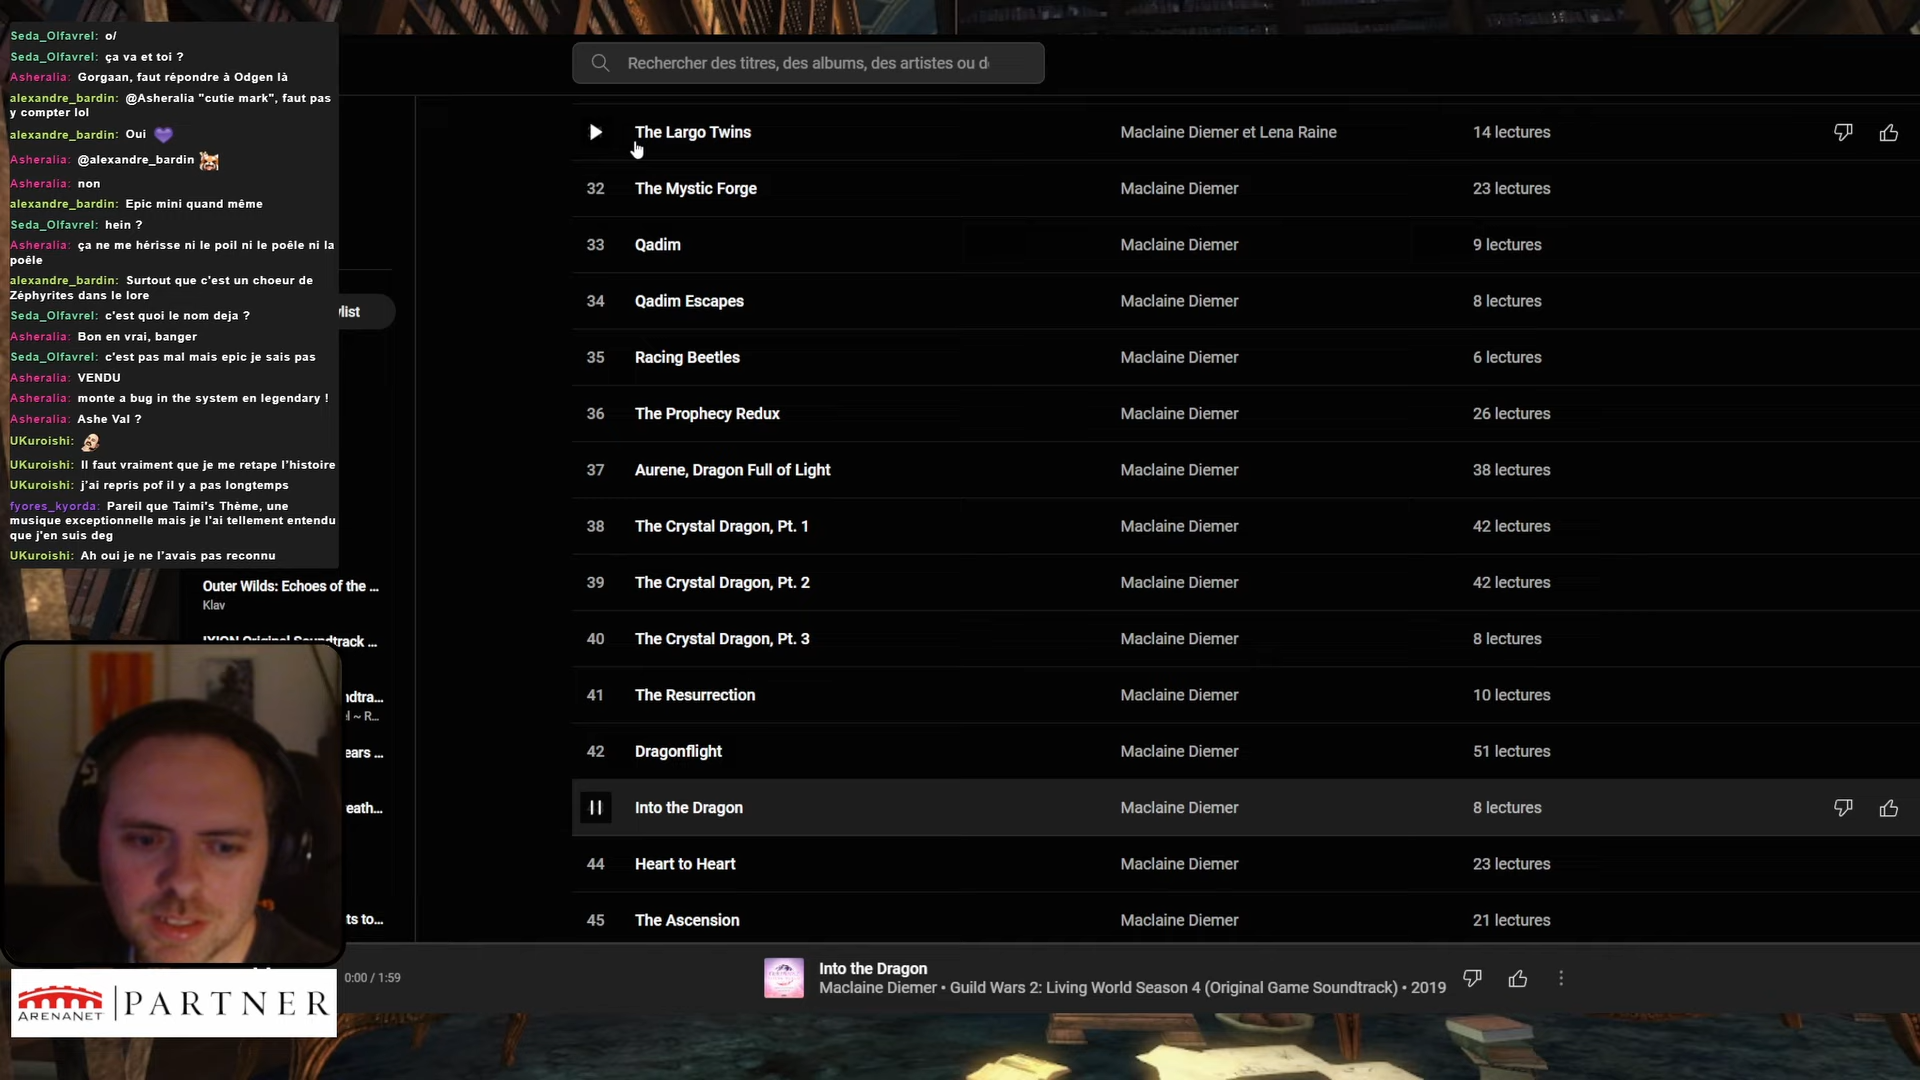 Seda_Olfavrel: o/
Seda_Olfavrel: ça va et toi ?
Asheralia: Gorgaan, faut répondre à Odgen là
alexandre_bardin: @Asheralia "cutie mark", faut pas
y compter lol
alexandre_bardin: Oui
Asheralia: @alexandre_bardin
Asheralia: non
alexandre_bardin: Epic mini quand même
Seda_Olfavrel: hein ?
Asheralia: ça ne me hérisse ni le poil ni le poêle ni la
poêle
alexandre_bardin: Surtout que c'est un choeur de
Zéphyrites dans le lore
Seda_Olfavrel: c'est quoi le nom deja ?
Asheralia: Bon en vrai, banger
Seda_Olfavrel: c'est pas mal mais epic je sais pas
Asheralia: VENDU
Asheralia: monte a bug in the system en legendary !
Asheralia: Ashe Val ?
UKuroishi:
UKuroishi: Il faut vraiment que je me retape l'histoire
UKuroishi: j'ai repris pof il y a pas longtemps
fyores_kyorda: Pareil que Taimi's Thème, une
musique exceptionnelle mais je l'ai tellement entendu
que j'en suis deg
UKuroishi: Ah oui je ne l'avais pas reconnu
ylist
Outer Wilds: Echoes of the ...
Klav
IXION Original Soundtrack ...
ndtra...
l ~ R...
ears ...
eath...
ts to...
ARENANET | PARTNER
Rechercher des titres, des albums, des artistes ou d
The Largo Twins Maclaine Diemer et Lena Raine 14 lectures
32 The Mystic Forge Maclaine Diemer 23 lectures
33 Qadim Maclaine Diemer 9 lectures
34 Qadim Escapes Maclaine Diemer 8 lectures
35 Racing Beetles Maclaine Diemer 6 lectures
36 The Prophecy Redux Maclaine Diemer 26 lectures
37 Aurene, Dragon Full of Light Maclaine Diemer 38 lectures
38 The Crystal Dragon, Pt. 1 Maclaine Diemer 42 lectures
39 The Crystal Dragon, Pt. 2 Maclaine Diemer 42 lectures
40 The Crystal Dragon, Pt. 3 Maclaine Diemer 8 lectures
41 The Resurrection Maclaine Diemer 10 lectures
42 Dragonflight Maclaine Diemer 51 lectures
Into the Dragon Maclaine Diemer 8 lectures
44 Heart to Heart Maclaine Diemer 23 lectures
45 The Ascension Maclaine Diemer 21 lectures
0:00 / 1:59
Into the Dragon
Maclaine Diemer • Guild Wars 2: Living World Season 4 (Original Game Soundtrack) • 2019